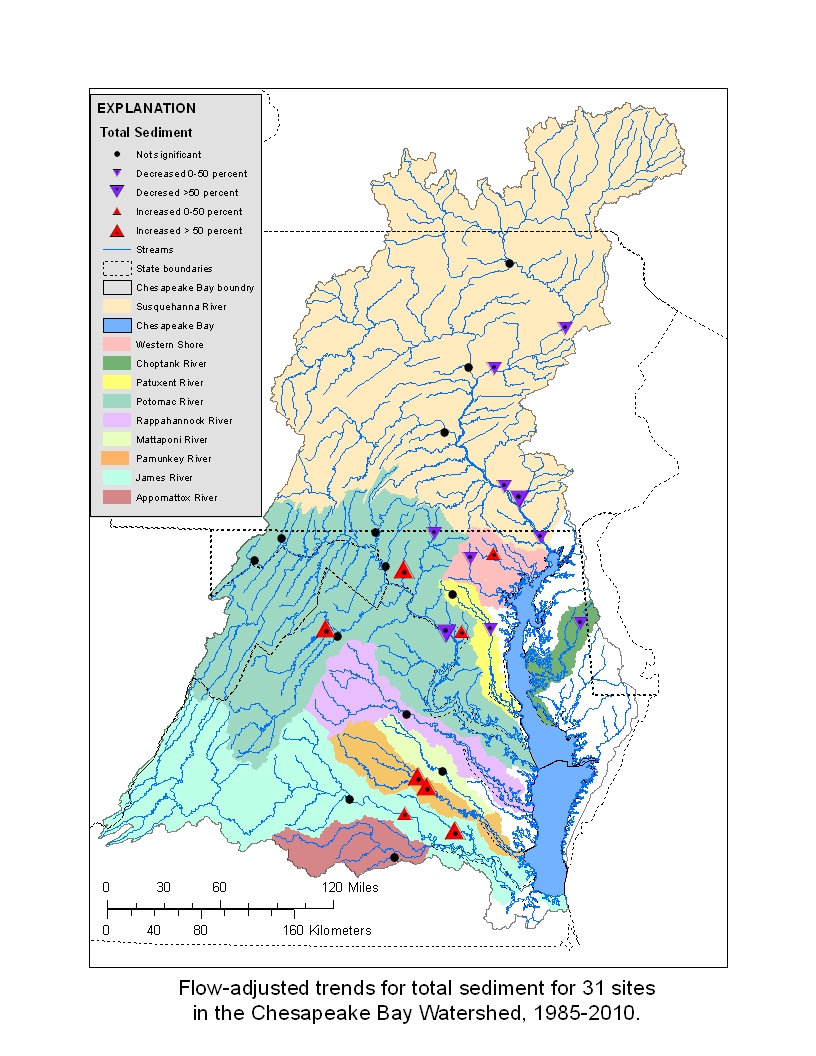 EXPLANATION
Total Sediment
Not significant
Decreased 0-50 percent
Decresed >50 percent
Increased 0-50 percent
Increased > 50 percent
Streams
State boundaries
Chesapeake Bay boundry
Susquehanna River
Chesapeake Bay
Western Shore
Choptank River
Patuxent River
Potomac River
Rappahannock River
Mattaponi River
Pamunkey River
James River
Appomattox River
0 30 60 120 Miles
0 40 80 160 Kilometers
Flow-adjusted trends for total sediment for 31 sites
in the Chesapeake Bay Watershed, 1985-2010.